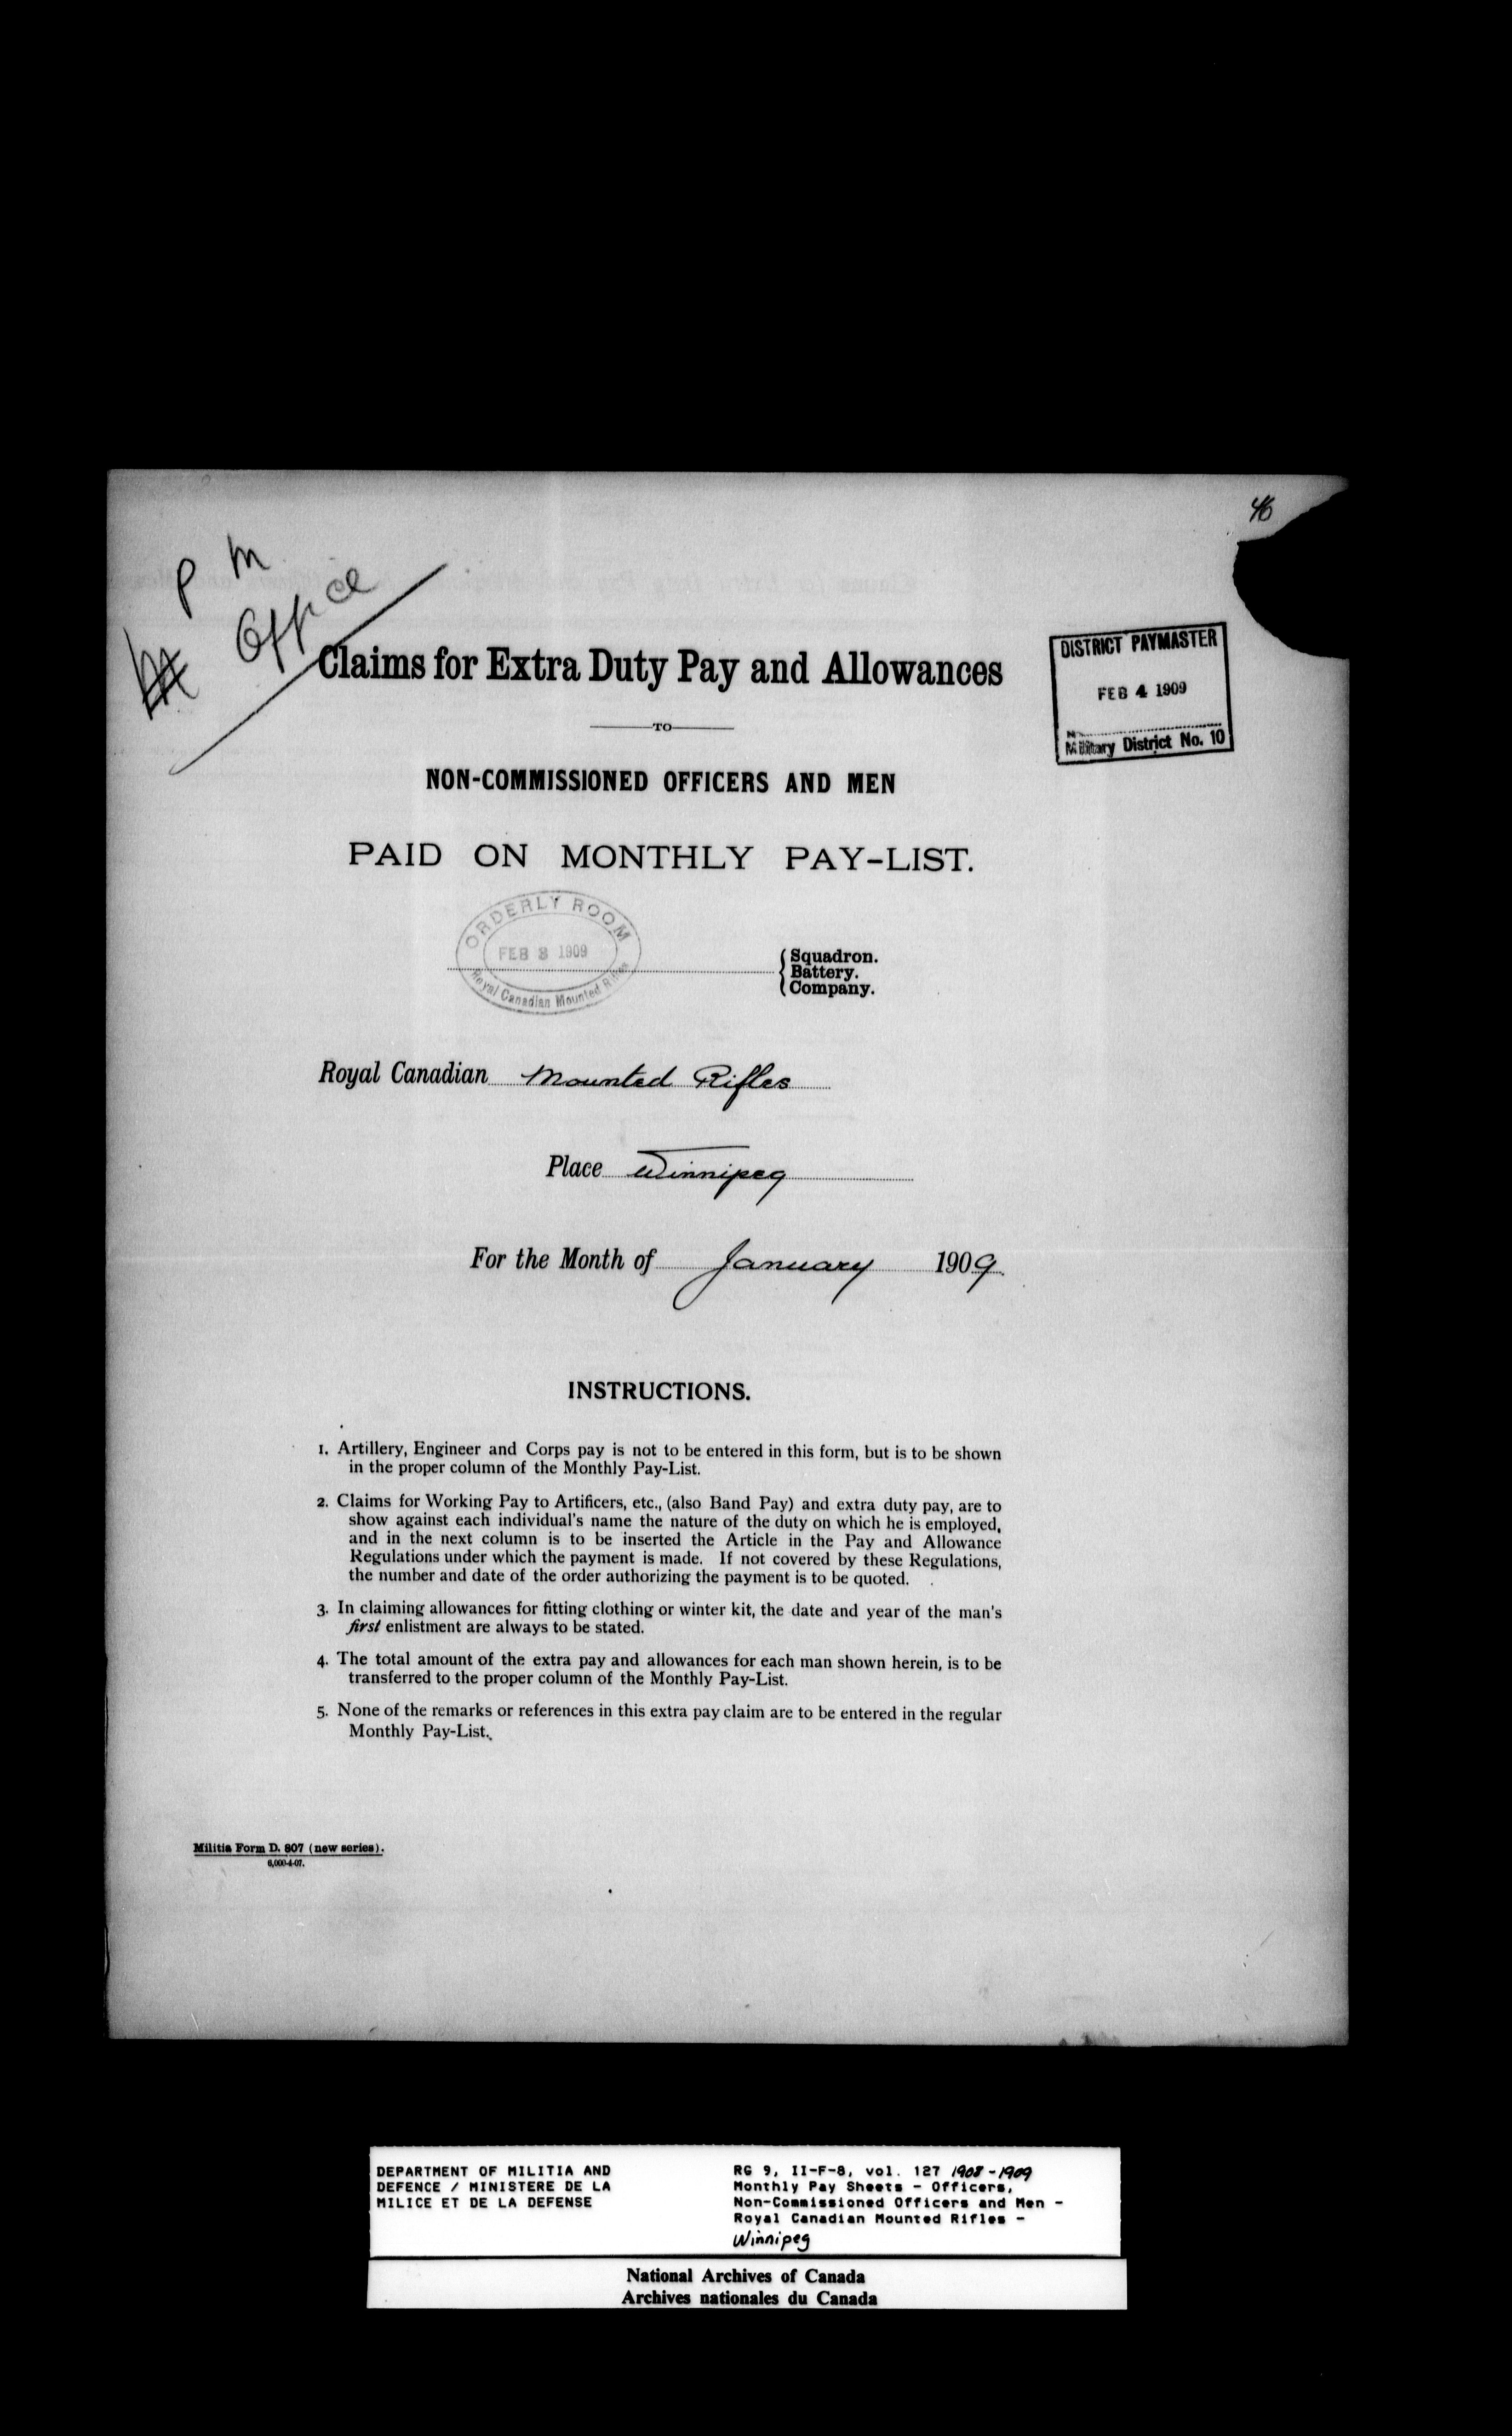 46
P M
Office
Claims for Extra Duty Pay and Allowances
DISTRICT PAYMASTER
FEB 4 1909
Military District No. 10
TO
NON-COMMISSIONED OFFICERS AND MEN
PAID ON MONTHLY PAY-LIST.
ORDERLY ROOM
FEB 3 1909
Royal Canadian Mounted Rifles
Squadron.
Battery.
Company.
Royal Canadian Mounted Rifles
Place Winnipeg
For the Month of January 1909
INSTRUCTIONS.
1. Artillery, Engineer and Corps pay is not to be entered in this form, but is to be shown
in the proper column of the Monthly Pay-List.
2. Claims for Working Pay to Artificers, etc., (also Band Pay) and extra duty pay, are to
show against each individual's name the nature of the duty on which he is employed,
and in the next column is to be inserted the Article in the Pay and Allowance
Regulations under which the payment is made. If not covered by these Regulations,
the number and date of the order authorizing the payment is to be quoted.
3. In claiming allowances for fitting clothing or winter kit, the date and year of the man's
first enlistment are always to be stated.
4. The total amount of the extra pay and allowances for each man shown herein, is to be
transferred to the proper column of the Monthly Pay-List.
5. None of the remarks or references in this extra pay claim are to be entered in the regular
Monthly Pay-List.
Militia Form D. 807 (new series).
6,000-4-07.
DEPARTMENT OF MILITIA AND
DEFENCE / MINISTERE DE LA
MILICE ET DE LA DEFENSE
RG 9, II-F-8, vol. 127 1908-1909
Monthly Pay Sheets - Officers,
Non-Commissioned Officers and Men -
Royal Canadian Mounted Rifles -
Winnipeg
National Archives of Canada
Archives nationales du Canada